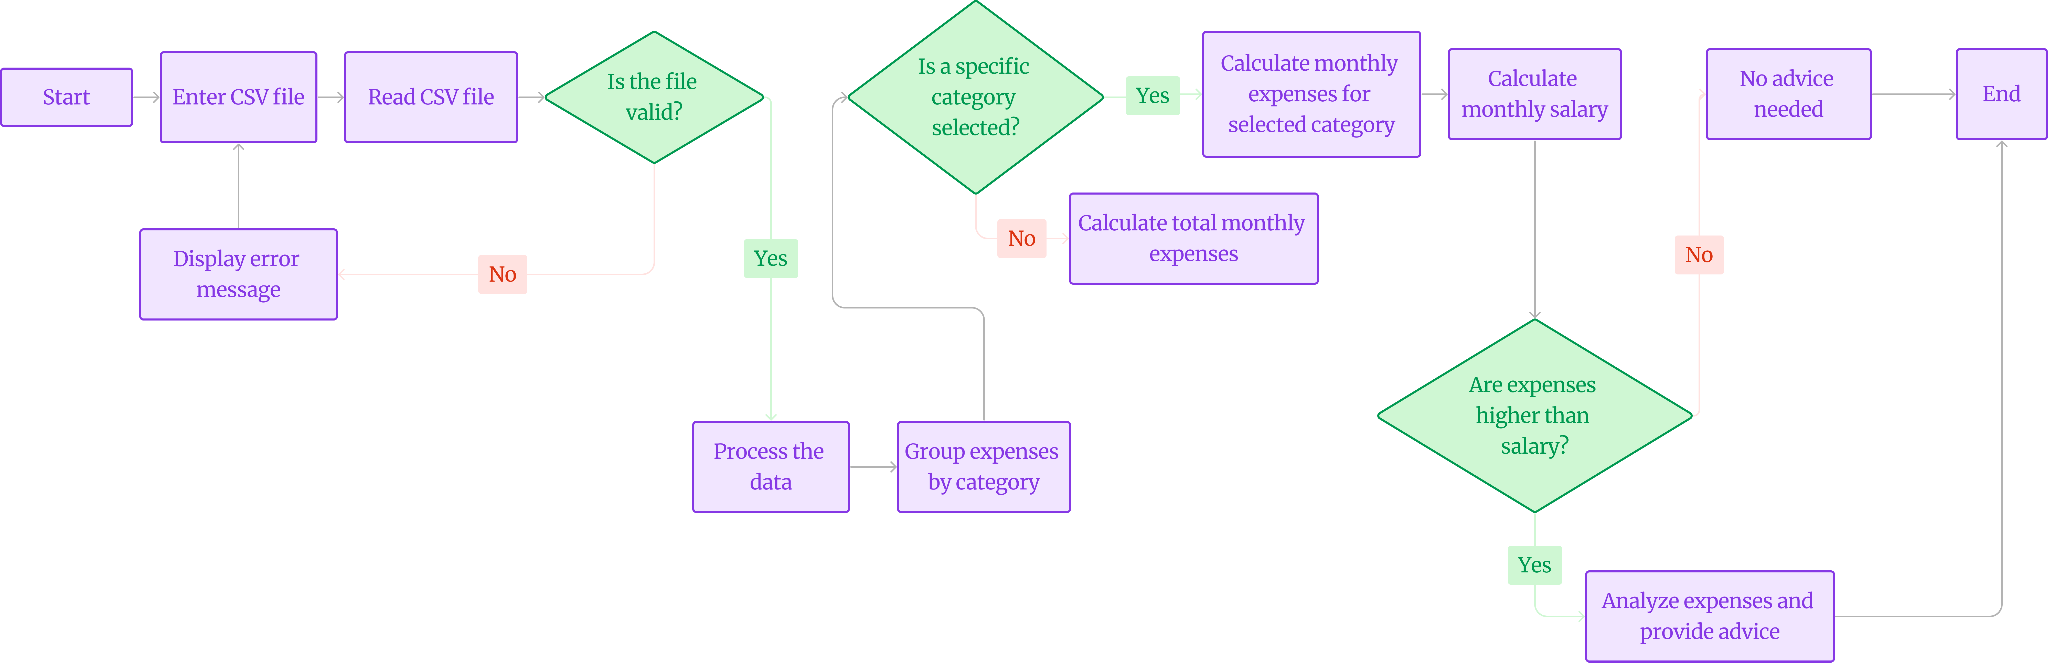 Start
Enter CSV file
Read CSV file
Is the file
valid?
No
Display error
message
Yes
Process the
data
Group expenses
by category
Is a specific
category
selected?
Yes
Calculate monthly
expenses for
selected category
No
Calculate total monthly
expenses
Calculate
monthly salary
Are expenses
higher than
salary?
No
No advice
needed
Yes
Analyze expenses and
provide advice
End